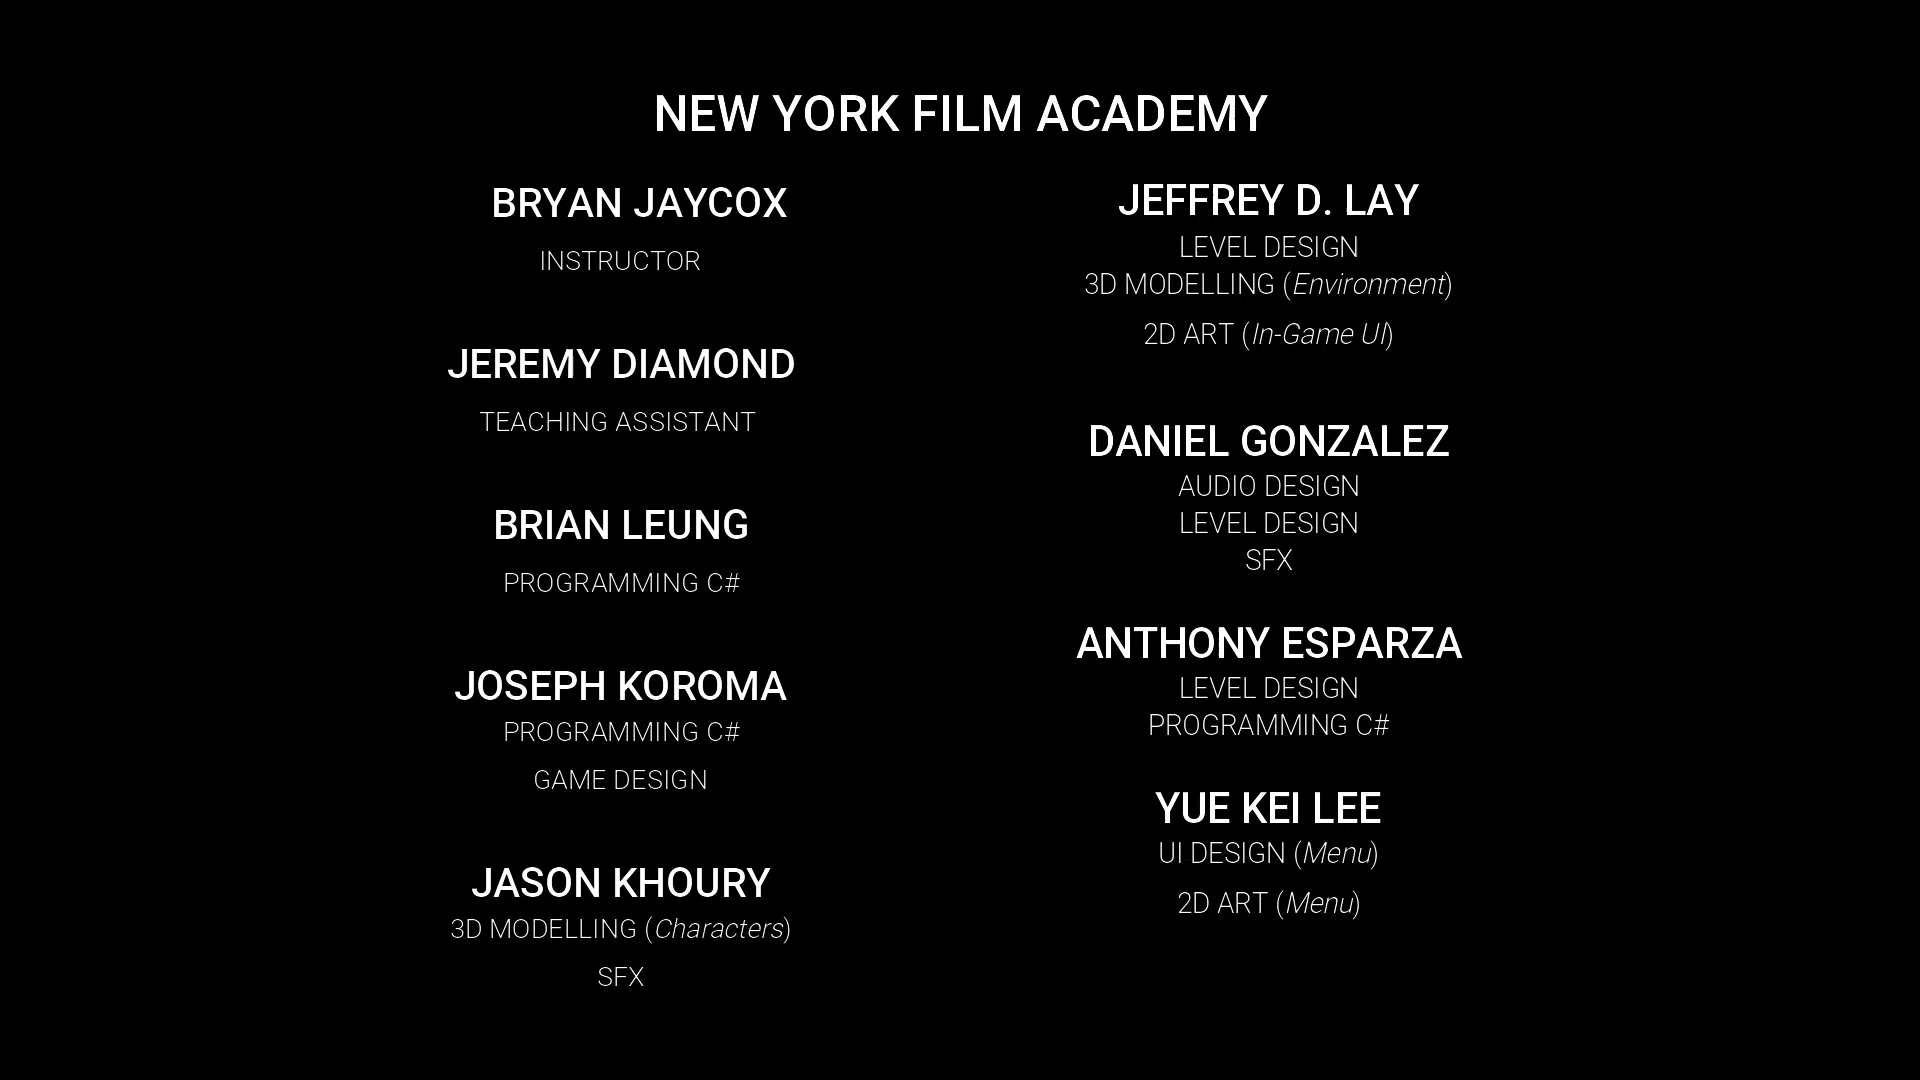 NEW YORK FILM ACADEMY
BRYAN JAYCOX
INSTRUCTOR
JEREMY DIAMOND
TEACHING ASSISTANT
BRIAN LEUNG
PROGRAMMING C#
JOSEPH KOROMA
PROGRAMMING C#
GAME DESIGN
JASON KHOURY
3D MODELLING (Characters)
SFX
JEFFREY D. LAY
LEVEL DESIGN
3D MODELLING (Environment)
2D ART (In-Game UI)
DANIEL GONZALEZ
AUDIO DESIGN
LEVEL DESIGN
SFX
ANTHONY ESPARZA
LEVEL DESIGN
PROGRAMMING C#
YUE KEI LEE
UI DESIGN (Menu)
2D ART (Menu)